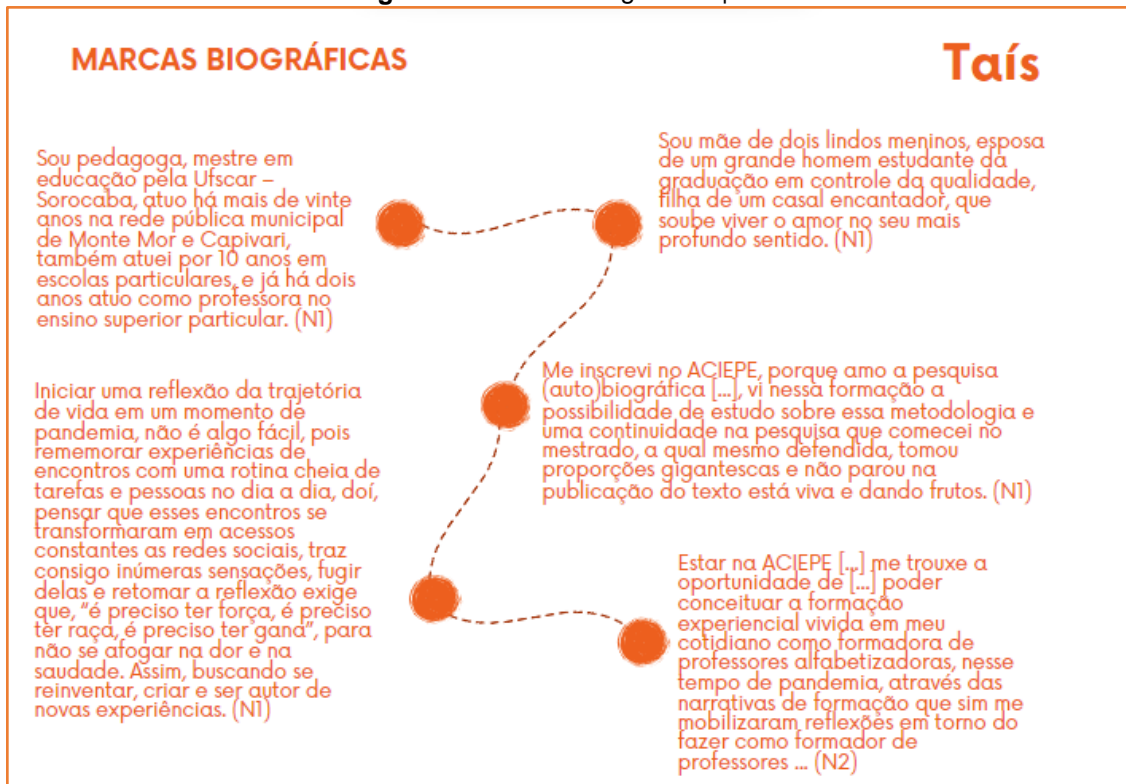 MARCAS BIOGRÁFICAS
Taís
Sou pedagoga, mestre em
educação pela Ufscar –
Sorocaba, atuo há mais de vinte
anos na rede pública municipal
de Monte Mor e Capivari,
também atuei por 10 anos em
escolas particulares, e já há dois
anos atuo como professora no
ensino superior particular. (N1)
Sou mãe de dois lindos meninos, esposa
de um grande homem estudante da
graduação em controle da qualidade,
filha de um casal encantador, que
soube viver o amor no seu mais
profundo sentido. (N1)
Me inscrevi no ACIEPE, porque amo a pesquisa
(auto)biográfica [...], vi nessa formação a
possibilidade de estudo sobre essa metodologia e
uma continuidade na pesquisa que comecei no
mestrado, a qual mesmo defendida, tomou
proporções gigantescas e não parou na
publicação do texto está viva e dando frutos. (N1)
Iniciar uma reflexão da trajetória
de vida em um momento de
pandemia, não é algo fácil, pois
rememorar experiências de
encontros com uma rotina cheia de
tarefas e pessoas no dia a dia, doí,
pensar que esses encontros se
transformaram em acessos
constantes as redes sociais, traz
consigo inúmeras sensações, fugir
delas e retomar a reflexão exige
que, "é preciso ter força, é preciso
ter raça, é preciso ter gana", para
não se afogar na dor e na
saudade. Assim, buscando se
reinventar, criar e ser autor de
novas experiências. (N1)
Estar na ACIEPE [...] me trouxe a
oportunidade de [...] poder
conceituar a formação
experiencial vivida em meu
cotidiano como formadora de
professores alfabetizadoras, nesse
tempo de pandemia, através das
narrativas de formação que sim me
mobilizaram reflexões em torno do
fazer como formador de
professores ... (N2)